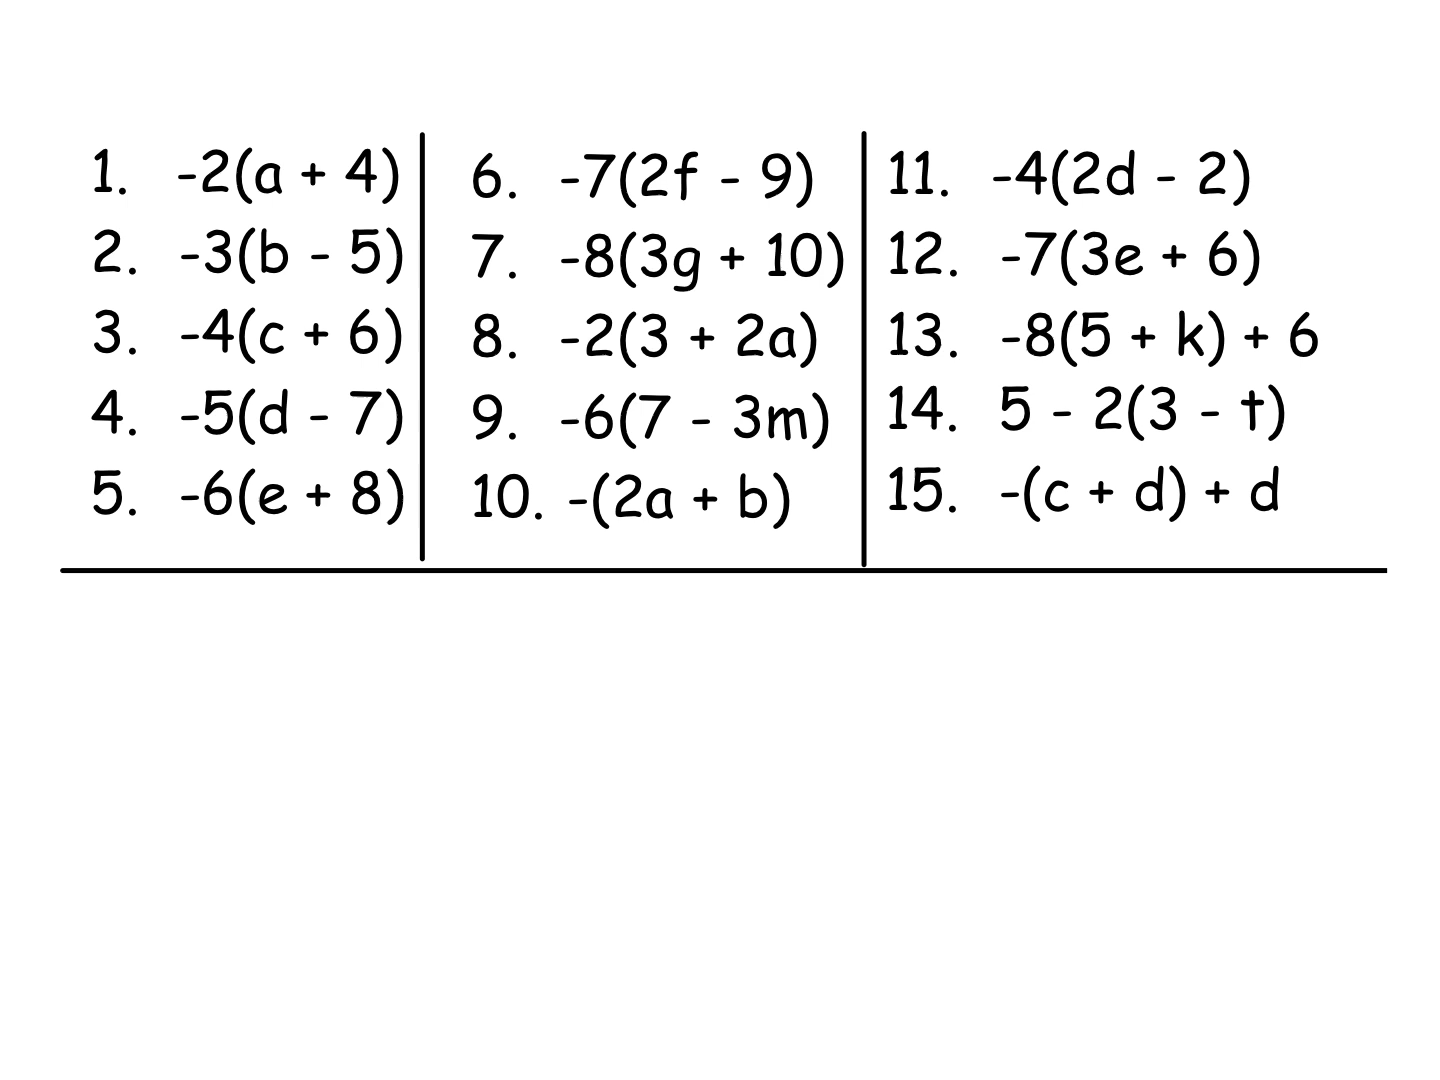 1. -2(a + 4)
2. -3(b - 5)
3. -4(c + 6)
4. -5(d - 7)
5. -6(e + 8)
6. -7(2f - 9)
7. -8(3g + 10)
8. -2(3 + 2a)
9. -6(7 - 3m)
10. -(2a + b)
11. -4(2d - 2)
12. -7(3e + 6)
13. -8(5 + k) + 6
14. 5 - 2(3 - t)
15. -(c + d) + d